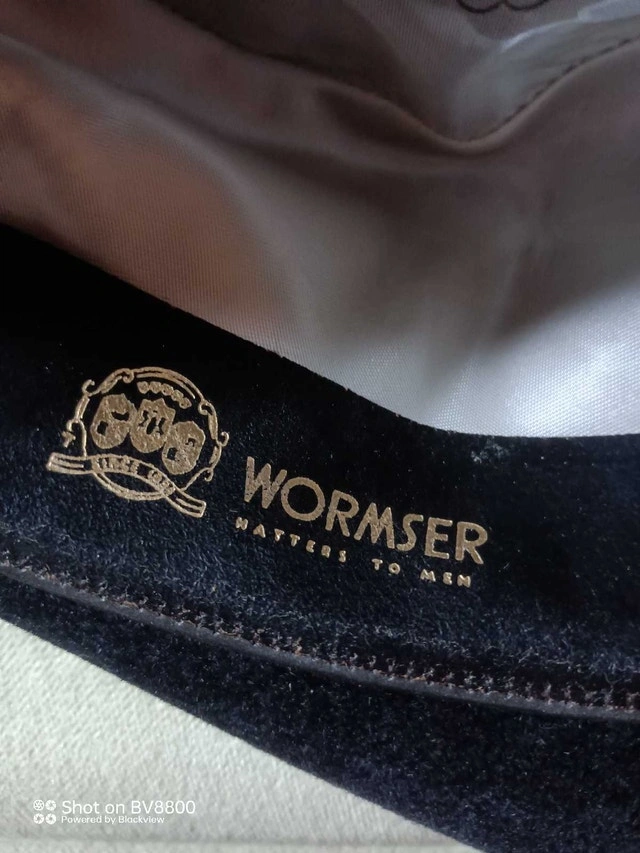 WORMSER
HATTERS TO MEN
Shot on BV8800
Powered by Blackview